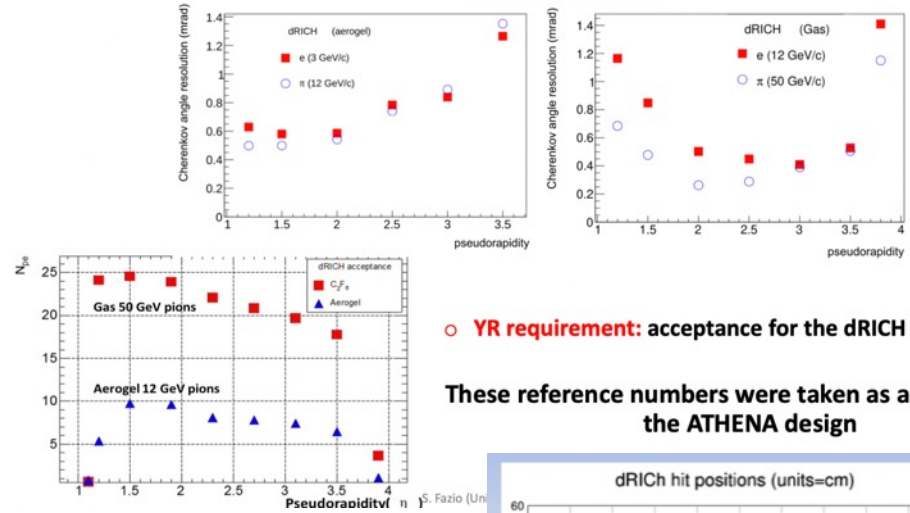 dRICH (aerogel)
e (3 GeV/c)
π (12 GeV/c)
Cherenkov angle resolution (mrad)
1.4
1.2
1
0.8
0.6
0.4
0.2
0
1 1.5 2 2.5 3 3.5
pseudorapidity
dRICH (Gas)
e (12 GeV/c)
π (50 GeV/c)
Cherenkov angle resolution (mrad)
1.4
1.2
1
0.8
0.6
0.4
0.2
0
1 1.5 2 2.5 3 3.5 4
pseudorapidity
Npe
dRICH acceptance
C2F6
Aerogel
Gas 50 GeV pions
Aerogel 12 GeV pions
25
20
15
10
5
1 1.5 2 2.5 3 3.5 4
Pseudorapidity( η )
○ YR requirement: acceptance for the dRICH
These reference numbers were taken as a
the ATHENA design
S. Fazio (Uni
dRICh hit positions (units=cm)
60